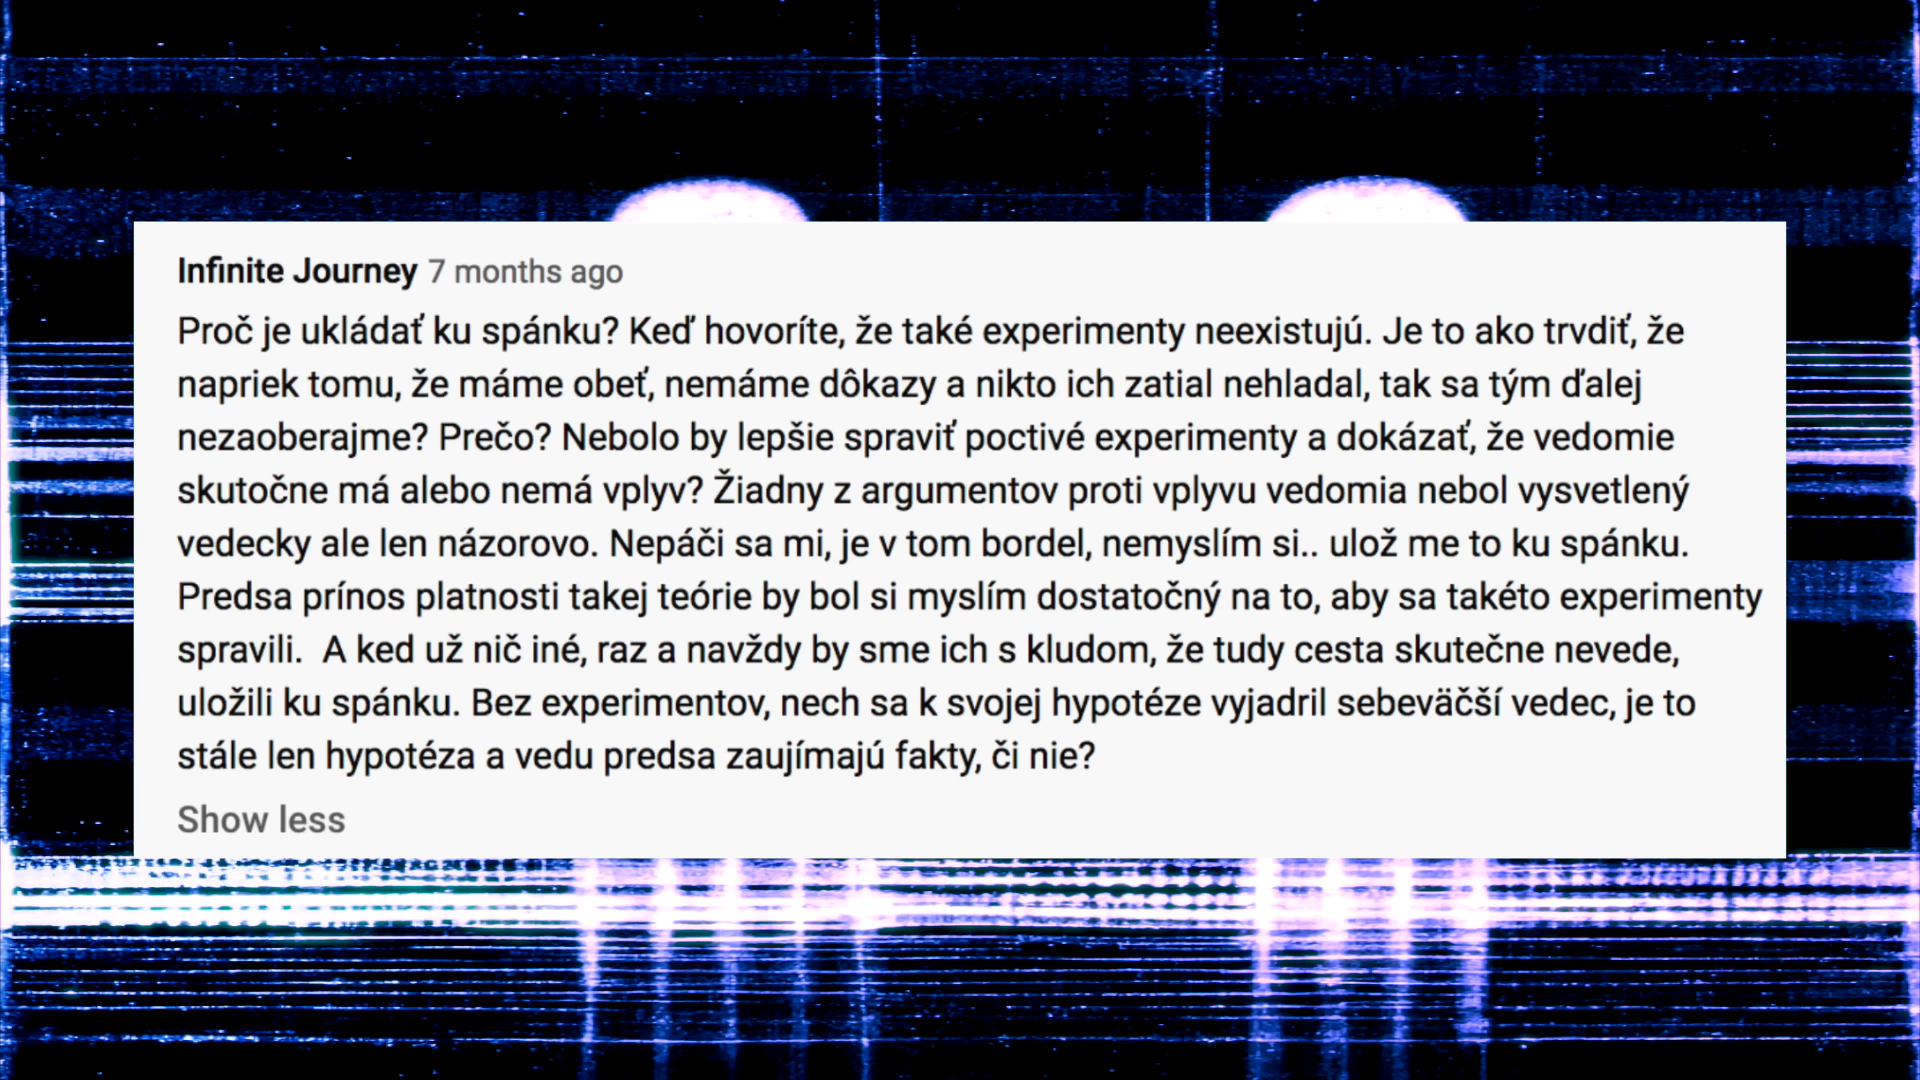 Infinite Journey 7 months ago
Proč je ukládať ku spánku? Keď hovoríte, že také experimenty neexistujú. Je to ako trvdiť, že
napriek tomu, že máme obeť, nemáme dôkazy a nikto ich zatial nehladal, tak sa tým ďalej
nezaoberajme? Prečo? Nebolo by lepšie spraviť poctivé experimenty a dokázať, že vedomie
skutočne má alebo nemá vplyv? Žiadny z argumentov proti vplyvu vedomia nebol vysvetlený
vedecky ale len názorovo. Nepáči sa mi, je v tom bordel, nemyslím si.. ulož me to ku spánku.
Predsa prínos platnosti takej teórie by bol si myslím dostatočný na to, aby sa takéto experimenty
spravili.  A ked už nič iné, raz a navždy by sme ich s kludom, že tudy cesta skutečne nevede,
uložili ku spánku. Bez experimentov, nech sa k svojej hypotéze vyjadril sebeväčší vedec, je to
stále len hypotéza a vedu predsa zaujímajú fakty, či nie?
Show less